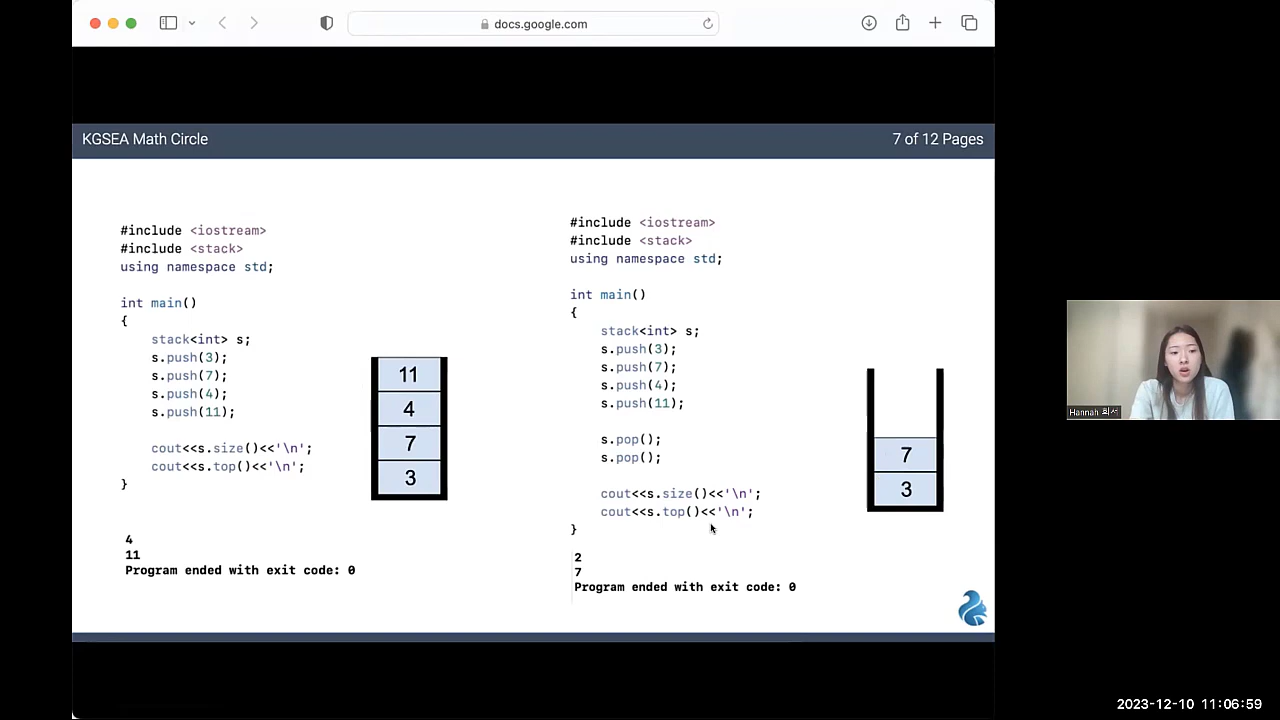 docs.google.com
KGSEA Math Circle
7 of 12 Pages
#include <iostream>
#include <stack>
using namespace std;
int main()
{
stack<int> s;
s.push(3);
s.push(7);
s.push(4);
s.push(11);
cout<<s.size()<<'\n';
cout<<s.top()<<'\n';
}
4
11
Program ended with exit code: 0
11
4
7
3
#include <iostream>
#include <stack>
using namespace std;
int main()
{
stack<int> s;
s.push(3);
s.push(7);
s.push(4);
s.push(11);
s.pop();
s.pop();
cout<<s.size()<<'\n';
cout<<s.top()<<'\n';
}
2
7
Program ended with exit code: 0
7
3
Hannah 희서
2023-12-10 11:06:59